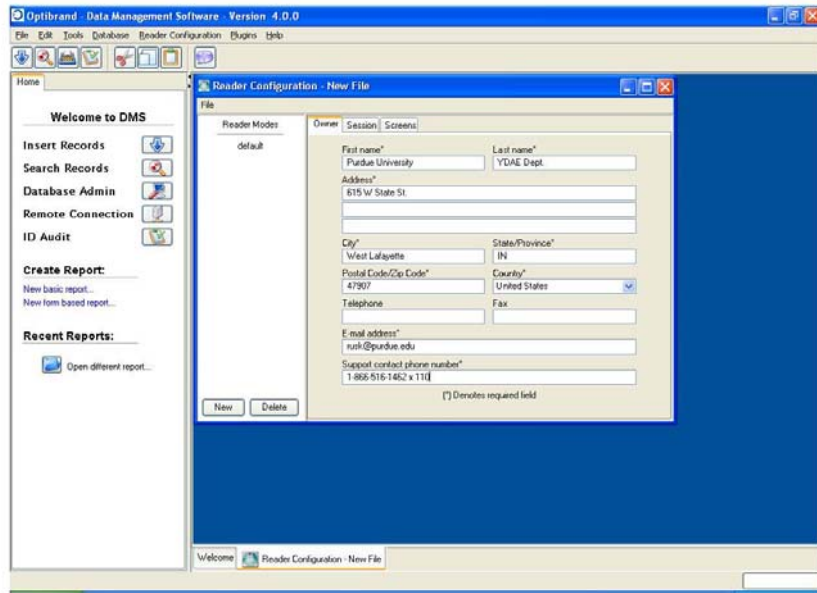 Optibrand - Data Management Software - Version 4.0.0
File Edit Tools Database Reader Configuration Plugins Help
Home
Welcome to DMS
Insert Records
Search Records
Database Admin
Remote Connection
ID Audit
Create Report:
New basic report...
New form based report...
Recent Reports:
Open different report...
Reader Configuration - New File
File
Reader Modes
default
New Delete
Owner Session Screens
First name* Last name*
Purdue University YDAE Dept.
Address*
615 W State St.
City* State/Province*
West Lafayette IN
Postal Code/Zip Code* Country*
47907 United States
Telephone Fax
E-mail address*
rusk@purdue.edu
Support contact phone number*
1-866-516-1462 x 110
(*) Denotes required field
Welcome Reader Configuration - New File